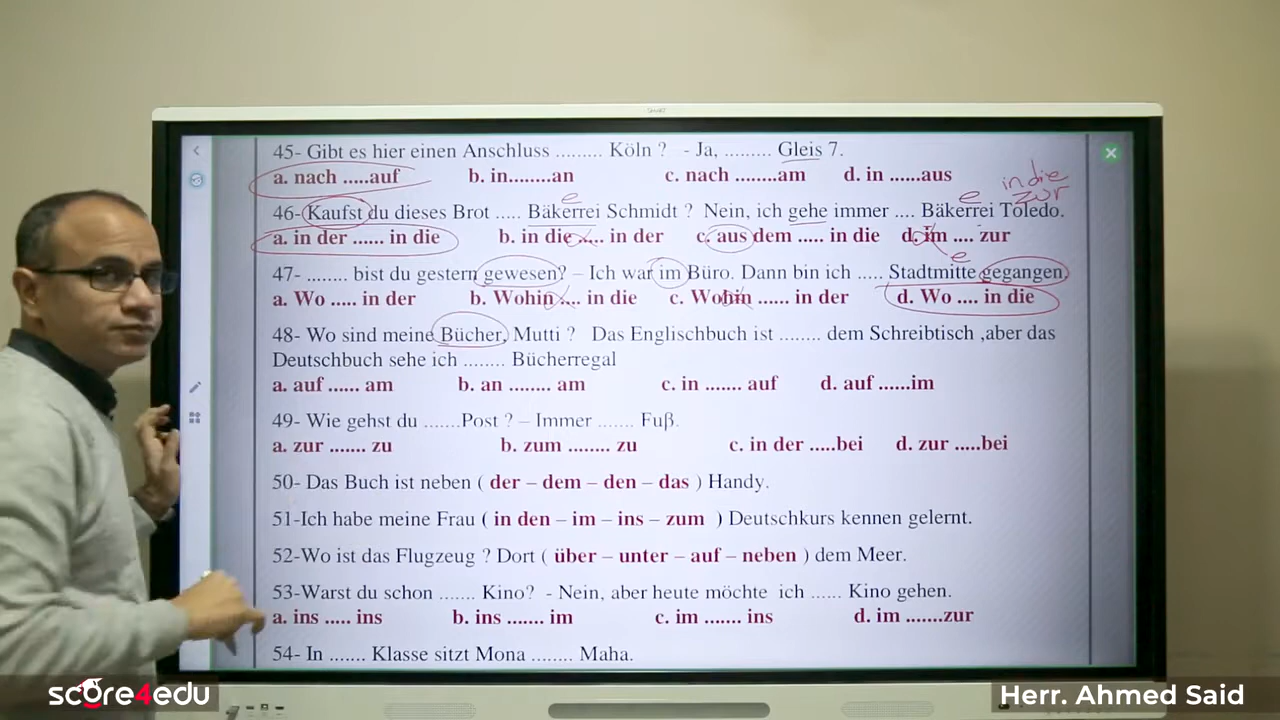 smart
45- Gibt es hier einen Anschluss ......... Köln ? - Ja, ......... Gleis 7.
a. nach .....auf b. in........an c. nach ........am d. in ......aus
in die
zur
e e
46- Kaufst du dieses Brot ..... Bäkerrei Schmidt ? Nein, ich gehe immer .... Bäkerrei Toledo.
a. in der ...... in die b. in die ..... in der c. aus dem ..... in die d. im .... zur
e
47- ........ bist du gestern gewesen? – Ich war im Büro. Dann bin ich ..... Stadtmitte gegangen.
a. Wo ..... in der b. Wohin .... in die c. Wohin ...... in der d. Wo .... in die
48- Wo sind meine Bücher, Mutti ? Das Englischbuch ist ........ dem Schreibtisch ,aber das
Deutschbuch sehe ich ........ Bücherregal
a. auf ...... am b. an ........ am c. in ....... auf d. auf ......im
49- Wie gehst du .......Post ? – Immer ....... Fuß.
a. zur ....... zu b. zum ........ zu c. in der .....bei d. zur .....bei
50- Das Buch ist neben ( der – dem – den – das ) Handy.
51-Ich habe meine Frau ( in den – im – ins – zum ) Deutschkurs kennen gelernt.
52-Wo ist das Flugzeug ? Dort ( über – unter – auf – neben ) dem Meer.
53-Warst du schon ....... Kino? - Nein, aber heute möchte ich ...... Kino gehen.
a. ins ..... ins b. ins ....... im c. im ....... ins d. im .......zur
54- In ....... Klasse sitzt Mona ........ Maha.
score4edu
Herr. Ahmed Said